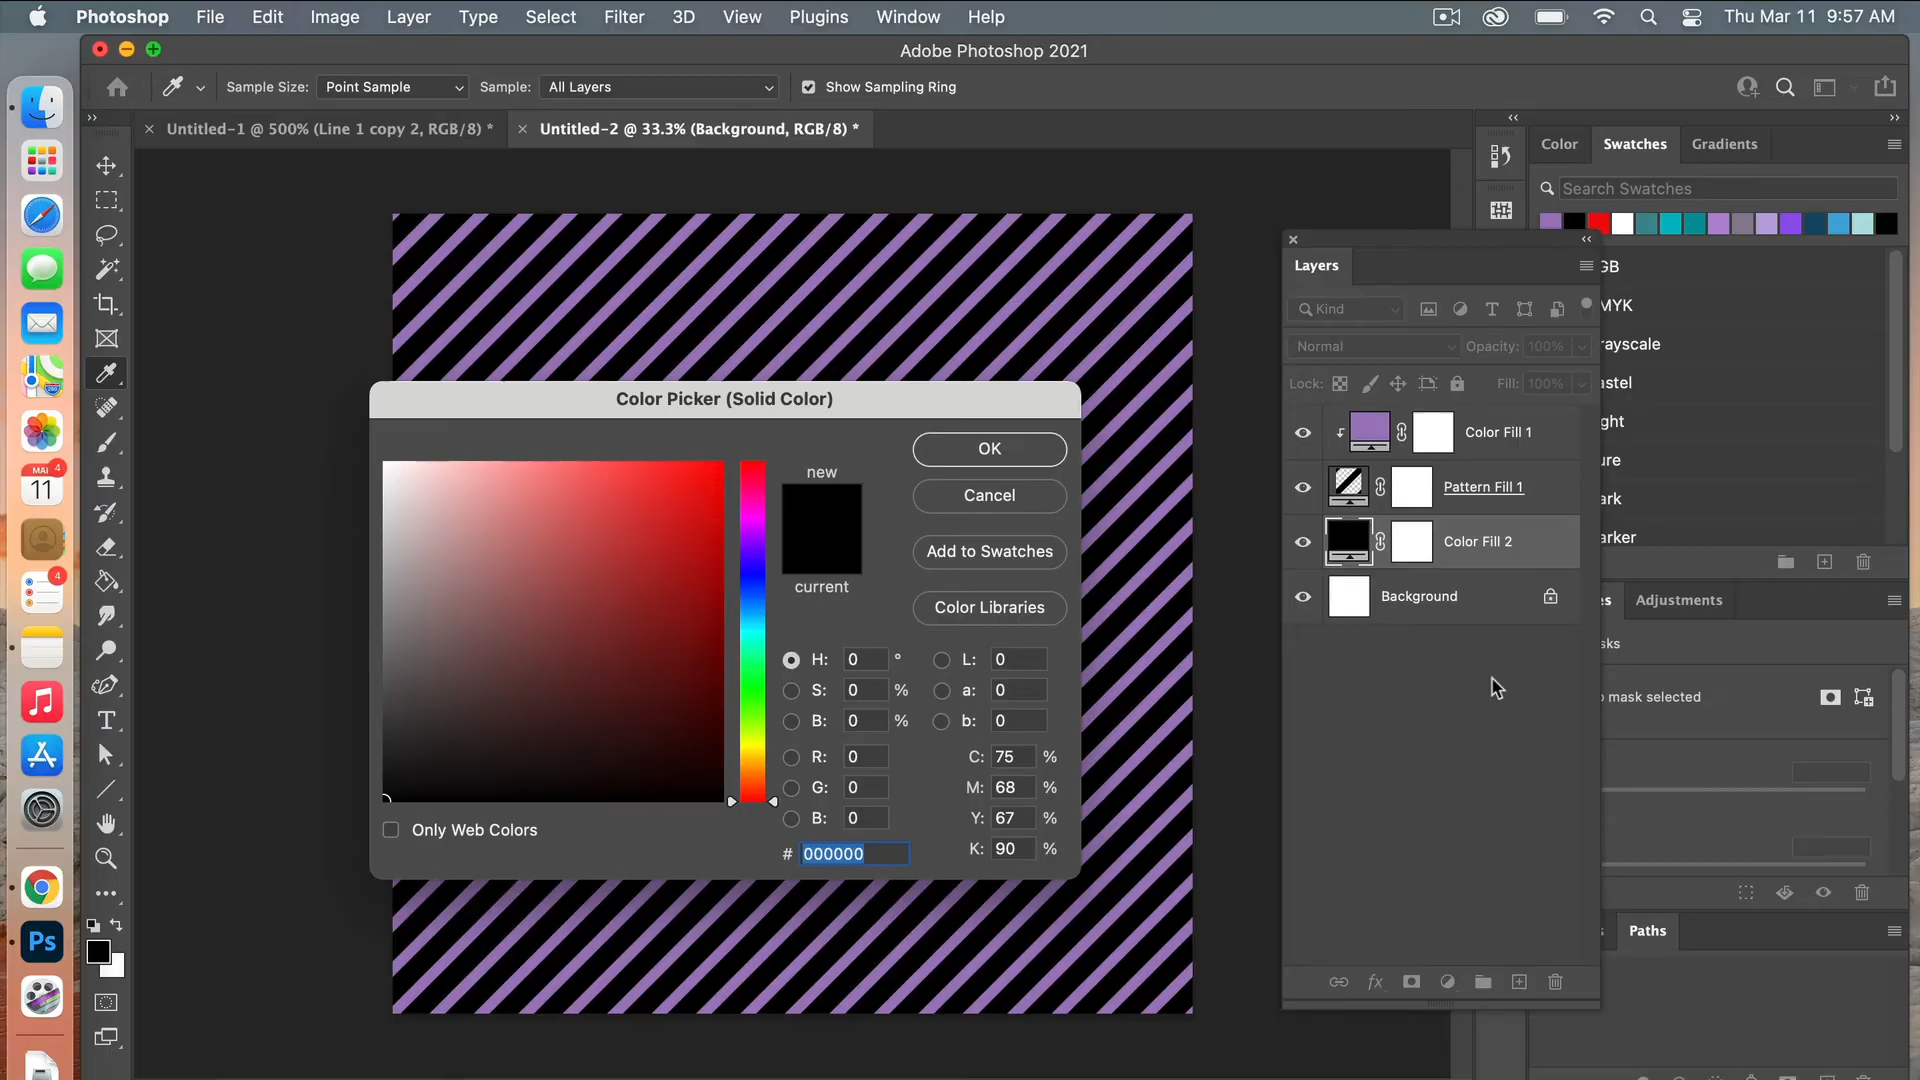 Photoshop File Edit Image Layer Type Select Filter 3D View Plugins Window Help Thu Mar 11 9:57 AM
Adobe Photoshop 2021
Sample Size: Point Sample Sample: All Layers Show Sampling Ring
Untitled-1 @ 500% (Line 1 copy 2, RGB/8) * Untitled-2 @ 33.3% (Background, RGB/8) *
Color Swatches Gradients
Search Swatches
Layers
GB
MYK
rayscale
astel
ght
ure
ark
arker
Kind
Normal Opacity: 100%
Lock: Fill: 100%
Color Fill 1
Pattern Fill 1
Color Fill 2
Background
es Adjustments
sks
o mask selected
s Paths
Color Picker (Solid Color)
new
current
OK
Cancel
Add to Swatches
Color Libraries
H: 0 ° L: 0
S: 0 % a: 0
B: 0 % b: 0
R: 0 C: 75 %
G: 0 M: 68 %
B: 0 Y: 67 %
# 000000 K: 90 %
Only Web Colors
MAI 4
11
4
280
Ps